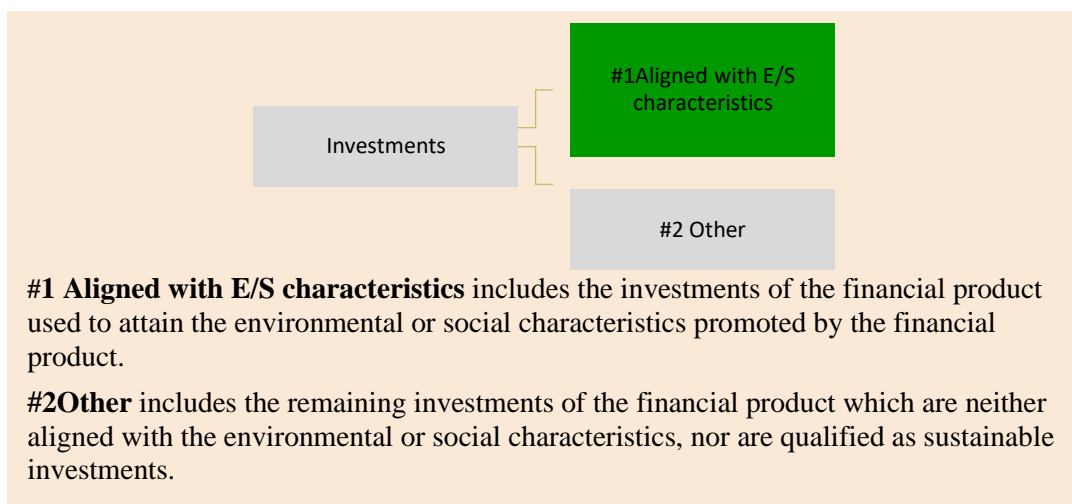 #1Aligned with E/S
characteristics
Investments
#2 Other
#1 Aligned with E/S characteristics includes the investments of the financial product
used to attain the environmental or social characteristics promoted by the financial
product.
#2Other includes the remaining investments of the financial product which are neither
aligned with the environmental or social characteristics, nor are qualified as sustainable
investments.